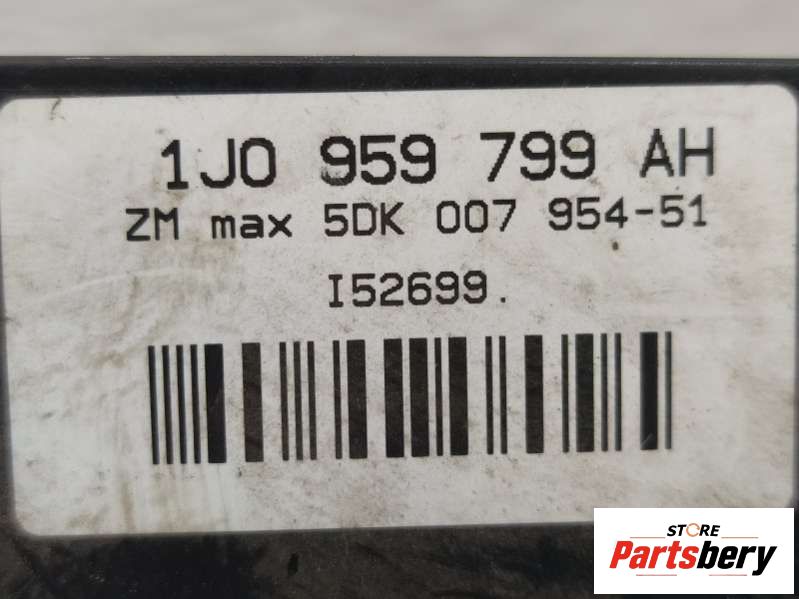 1J0 959 799 AH
ZM max 5DK 007 954-51
I52699.
STORE
Partsbery